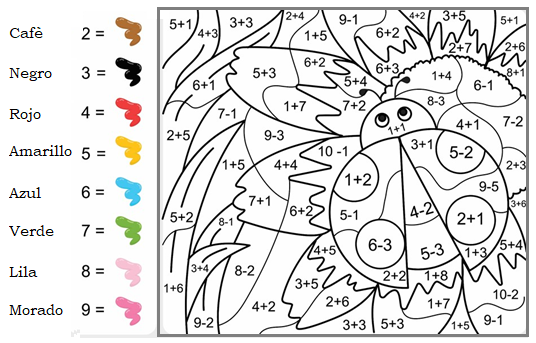 Cafè 2 =
Negro 3 =
Rojo 4 =
Amarillo 5 =
Azul 6 =
Verde 7 =
Lila 8 =
Morado 9 =
5+1 3+3 2+4 9-1 4+2 3+5 5+1
4+3 1+5 6+2 2+7 2+6
6+2 6+3 8+1
5+3 5+4 1+4 6-1
6+1 1+7 7+2 8-3
7-1 4+1 7-2
2+5 9-3 1+1
10 -1 3+1 5-2
1+5 4+4 2+3
1+2 9-5
7+1 6+2 3+6
5+2 8-1 5-1 4-2 2+1
4+5 6-3 5-3 1+3 5+4
3+4 8-2 2+2 1+8
1+6 3+5 10-2
4+2 2+6 1+7
9-2 3+3 5+3 1+5 9-1